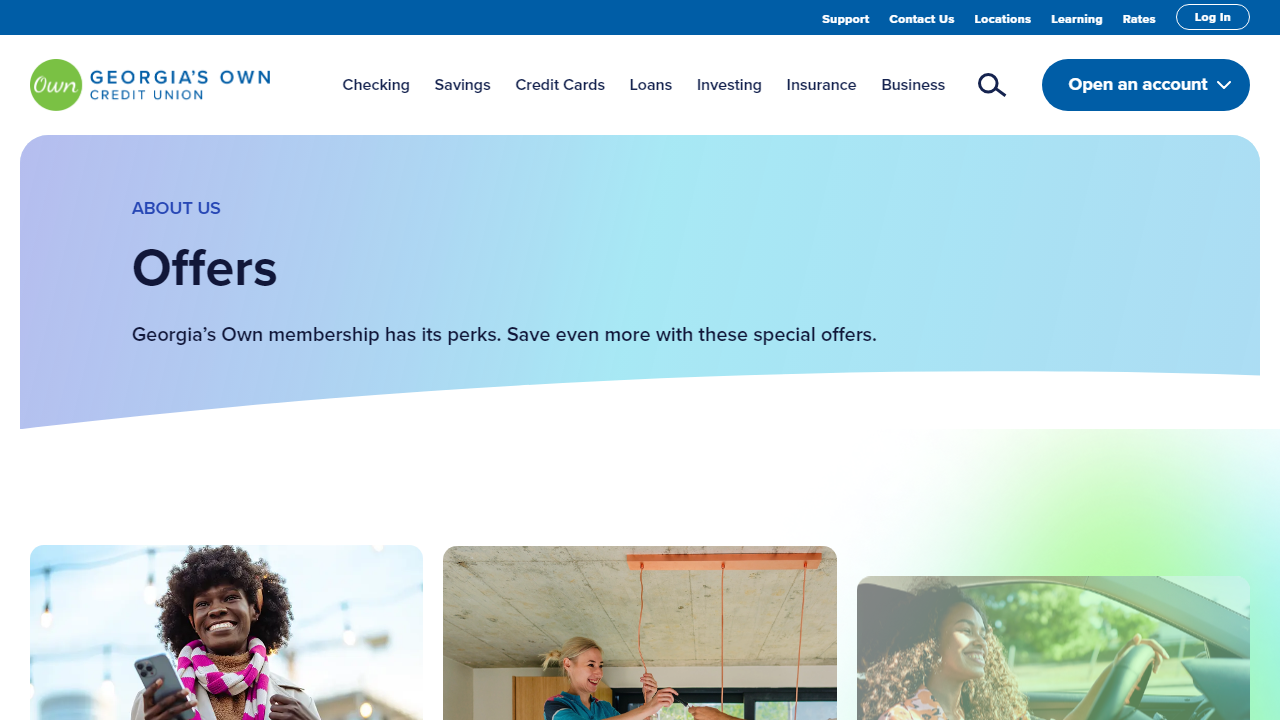 Support Contact Us Locations Learning Rates Log In
Own GEORGIA'S OWN
CREDIT UNION
Checking Savings Credit Cards Loans Investing Insurance Business Open an account
ABOUT US
Offers
Georgia’s Own membership has its perks. Save even more with these special offers.